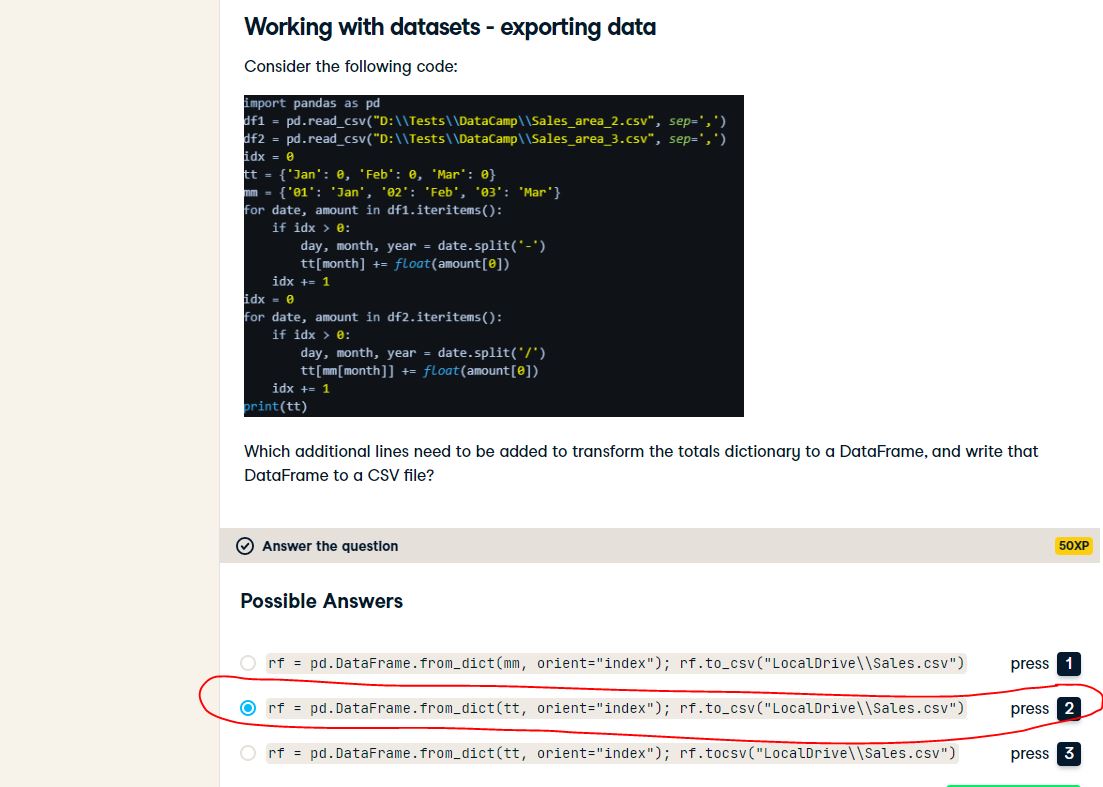 Working with datasets - exporting data
Consider the following code:
import pandas as pd
df1 = pd.read_csv("D:\\Tests\\DataCamp\\Sales_area_2.csv", sep=',')
df2 = pd.read_csv("D:\\Tests\\DataCamp\\Sales_area_3.csv", sep=',')
idx = 0
tt = {'Jan': 0, 'Feb': 0, 'Mar': 0}
mm = {'01': 'Jan', '02': 'Feb', '03': 'Mar'}
for date, amount in df1.iteritems():
    if idx > 0:
        day, month, year = date.split('-')
        tt[month] += float(amount[0])
    idx += 1
idx = 0
for date, amount in df2.iteritems():
    if idx > 0:
        day, month, year = date.split('/')
        tt[mm[month]] += float(amount[0])
    idx += 1
print(tt)
Which additional lines need to be added to transform the totals dictionary to a DataFrame, and write that
DataFrame to a CSV file?
Answer the question 50XP
Possible Answers
rf = pd.DataFrame.from_dict(mm, orient="index"); rf.to_csv("LocalDrive\\Sales.csv") press 1
rf = pd.DataFrame.from_dict(tt, orient="index"); rf.to_csv("LocalDrive\\Sales.csv") press 2
rf = pd.DataFrame.from_dict(tt, orient="index"); rf.tocsv("LocalDrive\\Sales.csv") press 3